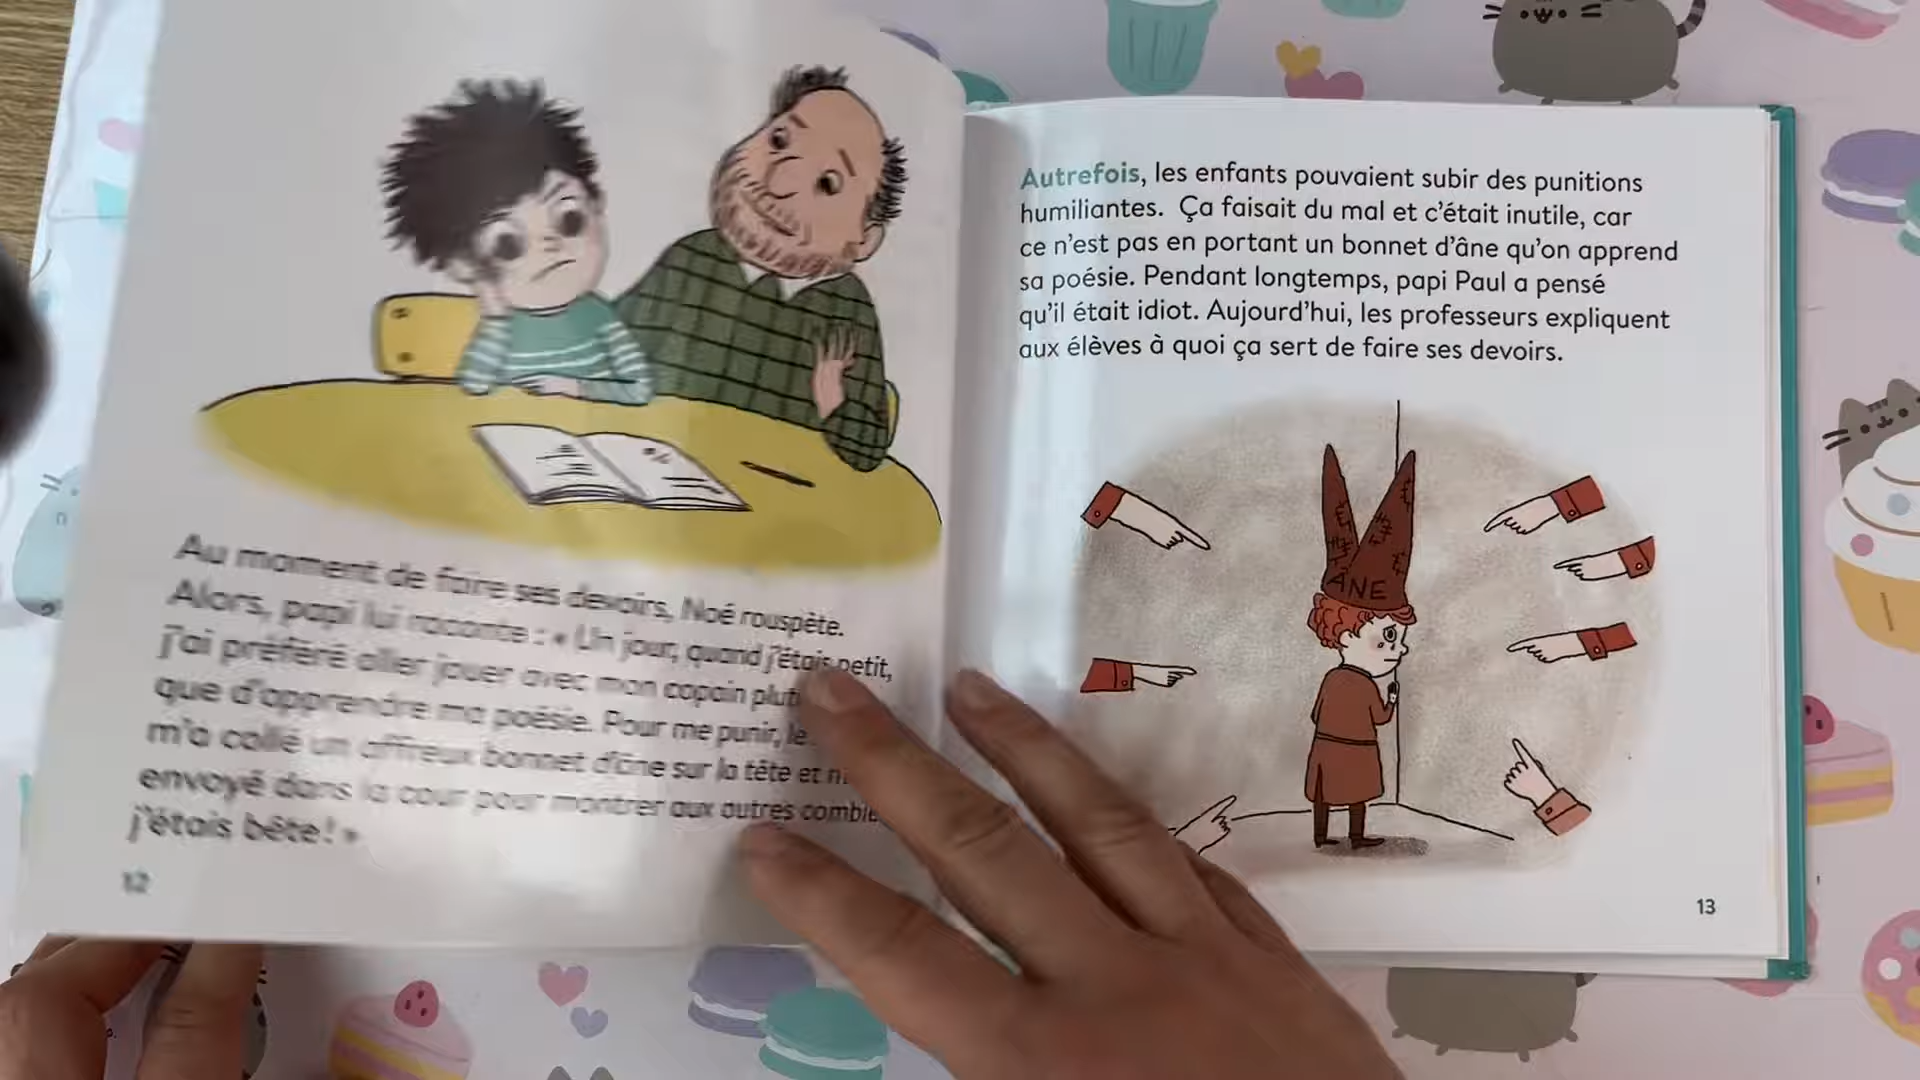 Au moment de faire ses devoirs, Noé rouspète.
Alors, papi lui raconte : « Un jour, quand j'étais petit,
j'ai préféré aller jouer avec mon copain
que d'apprendre ma poésie. Pour me punir, le
m'a collé un affreux bonnet d'âne sur la tête et
envoyé dans la cour pour montrer aux autres
j'étais bête ! »
12
Autrefois, les enfants pouvaient subir des punitions
humiliantes. Ça faisait du mal et c'était inutile, car
ce n'est pas en portant un bonnet d'âne qu'on apprend
sa poésie. Pendant longtemps, papi Paul a pensé
qu'il était idiot. Aujourd'hui, les professeurs expliquent
aux élèves à quoi ça sert de faire ses devoirs.
ÂNE
13